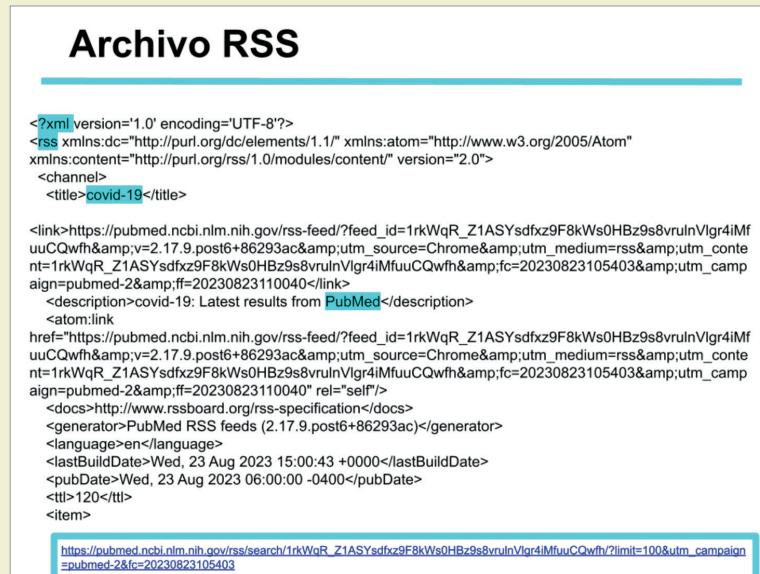 Archivo RSS
<?xml version='1.0' encoding='UTF-8'?>
<rss xmlns:dc="http://purl.org/dc/elements/1.1/" xmlns:atom="http://www.w3.org/2005/Atom"
xmlns:content="http://purl.org/rss/1.0/modules/content/" version="2.0">
<channel>
<title>covid-19</title>
<link>https://pubmed.ncbi.nlm.nih.gov/rss-feed/?feed_id=1rkWqR_Z1ASYsdfxz9F8kWs0HBz9s8vrulnVlgr4iMf
uuCQwfh&amp;v=2.17.9.post6+86293ac&amp;utm_source=Chrome&amp;utm_medium=rss&amp;utm_conte
nt=1rkWqR_Z1ASYsdfxz9F8kWs0HBz9s8vrulnVlgr4iMfuuCQwfh&amp;fc=20230823105403&amp;utm_camp
aign=pubmed-2&amp;ff=20230823110040</link>
<description>covid-19: Latest results from PubMed</description>
<atom:link
href="https://pubmed.ncbi.nlm.nih.gov/rss-feed/?feed_id=1rkWqR_Z1ASYsdfxz9F8kWs0HBz9s8vrulnVlgr4iMf
uuCQwfh&amp;v=2.17.9.post6+86293ac&amp;utm_source=Chrome&amp;utm_medium=rss&amp;utm_conte
nt=1rkWqR_Z1ASYsdfxz9F8kWs0HBz9s8vrulnVlgr4iMfuuCQwfh&amp;fc=20230823105403&amp;utm_camp
aign=pubmed-2&amp;ff=20230823110040" rel="self"/>
<docs>http://www.rssboard.org/rss-specification</docs>
<generator>PubMed RSS feeds (2.17.9.post6+86293ac)</generator>
<language>en</language>
<lastBuildDate>Wed, 23 Aug 2023 15:00:43 +0000</lastBuildDate>
<pubDate>Wed, 23 Aug 2023 06:00:00 -0400</pubDate>
<ttl>120</ttl>
<item>
https://pubmed.ncbi.nlm.nih.gov/rss/search/1rkWqR_Z1ASYsdfxz9F8kWs0HBz9s8vrulnVlgr4iMfuuCQwfh/?limit=100&utm_campaign
=pubmed-2&fc=20230823105403